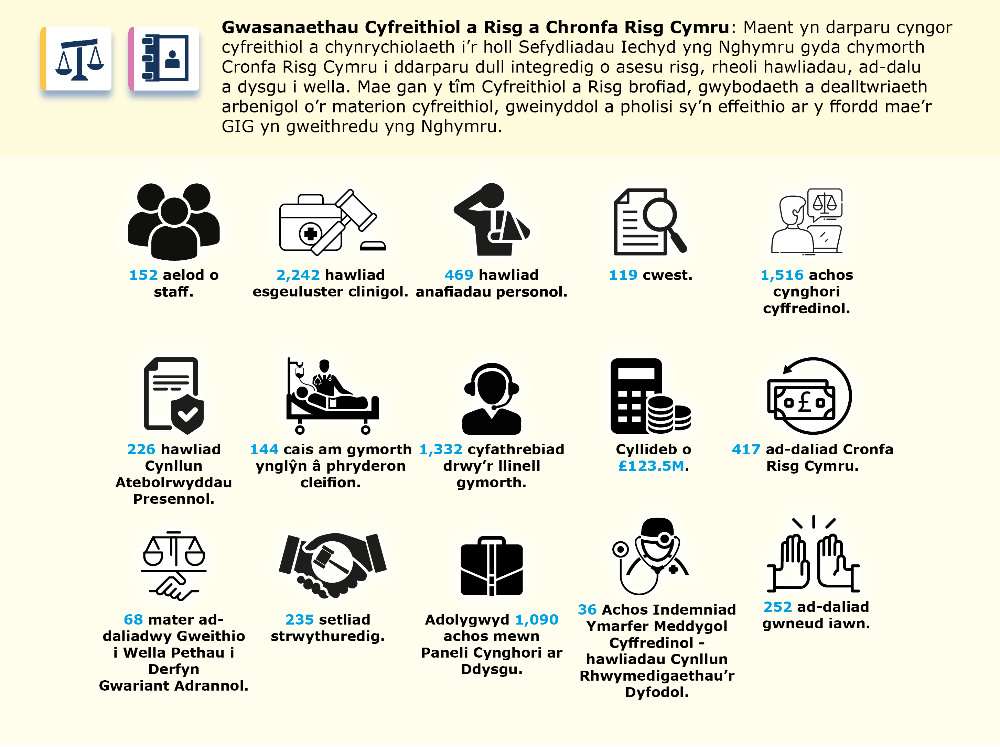 Gwasanaethau Cyfreithiol a Risg a Chronfa Risg Cymru: Maent yn darparu cyngor
cyfreithiol a chynrychiolaeth i’r holl Sefydliadau Iechyd yng Nghymru gyda chymorth
Cronfa Risg Cymru i ddarparu dull integredig o asesu risg, rheoli hawliadau, ad-dalu
a dysgu i wella. Mae gan y tîm Cyfreithiol a Risg brofiad, gwybodaeth a dealltwriaeth
arbenigol o’r materion cyfreithiol, gweinyddol a pholisi sy’n effeithio ar y ffordd mae’r
GIG yn gweithredu yng Nghymru.
152 aelod o
staff.
2,242 hawliad
esgeuluster clinigol.
469 hawliad
anafiadau personol.
119 cwest.
1,516 achos
cynghori
cyffredinol.
226 hawliad
Cynllun
Atebolrwyddau
Presennol.
144 cais am gymorth
ynglŷn â phryderon
cleifion.
1,332 cyfathrebiad
drwy’r llinell
gymorth.
Cyllideb o
£123.5M.
417 ad-daliad Cronfa
Risg Cymru.
68 mater ad-
daliadwy Gweithio
i Wella Pethau i
Derfyn
Gwariant Adrannol.
235 setliad
strwythuredig.
Adolygwyd 1,090
achos mewn
Paneli Cynghori ar
Ddysgu.
36 Achos Indemniad
Ymarfer Meddygol
Cyffredinol –
hawliadau Cynllun
Rhwymedigaethau’r
Dyfodol.
252 ad-daliad
gwneud iawn.